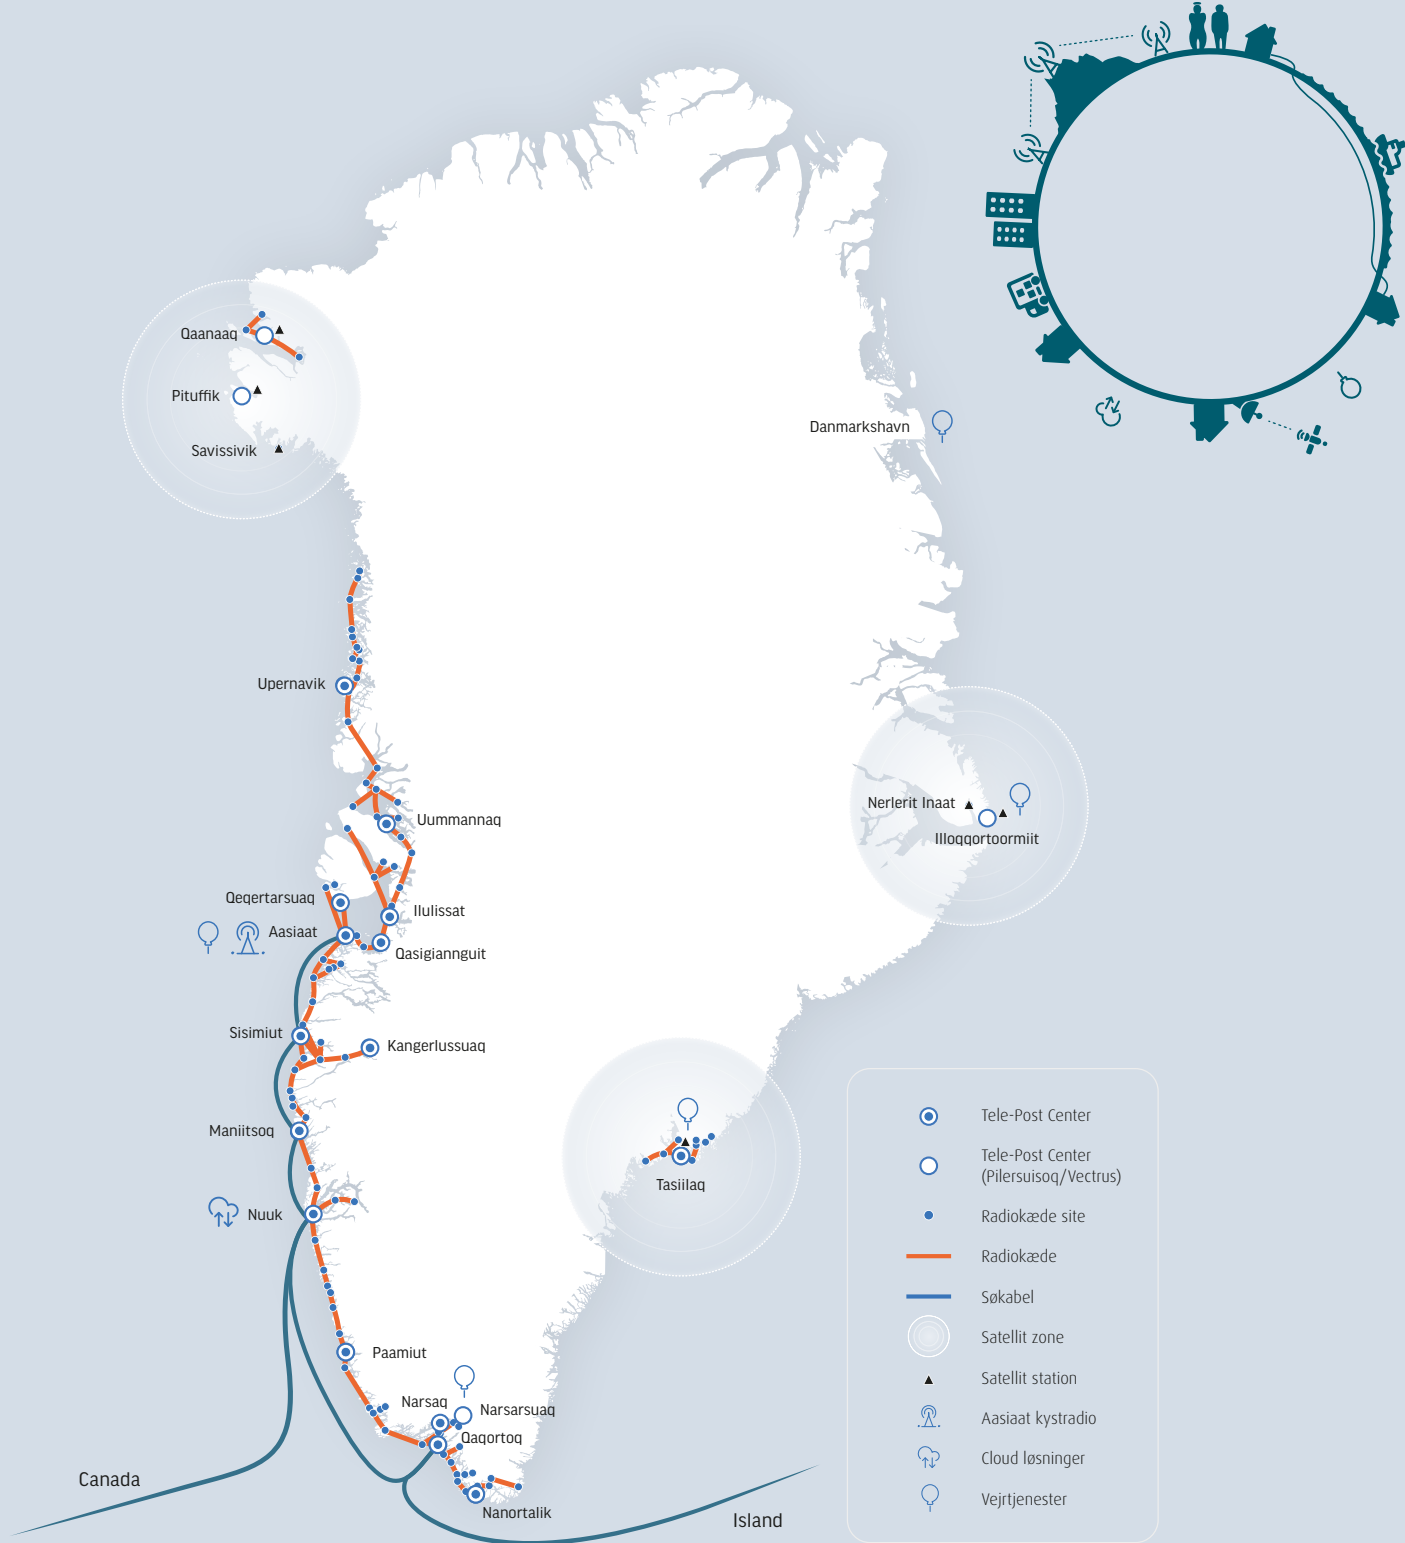 Qaanaaq
Pituffik
Savissivik
Danmarkshavn
Upernavik
Nerlerit Inaat
Illoqqortoormiit
Uummannaq
Qeqertarsuaq
Ilulissat
Aasiaat
Qasigiannguit
Sisimiut
Kangerlussuaq
Maniitsoq
Tasiilaq
Nuuk
Paamiut
Narsaq
Narsarsuaq
Qaqortoq
Canada
Nanortalik
Island
Tele-Post Center
Tele-Post Center
(Pilersuisoq/Vectrus)
Radiokæde site
Radiokæde
Søkabel
Satellit zone
Satellit station
Aasiaat kystradio
Cloud løsninger
Vejrtjenester